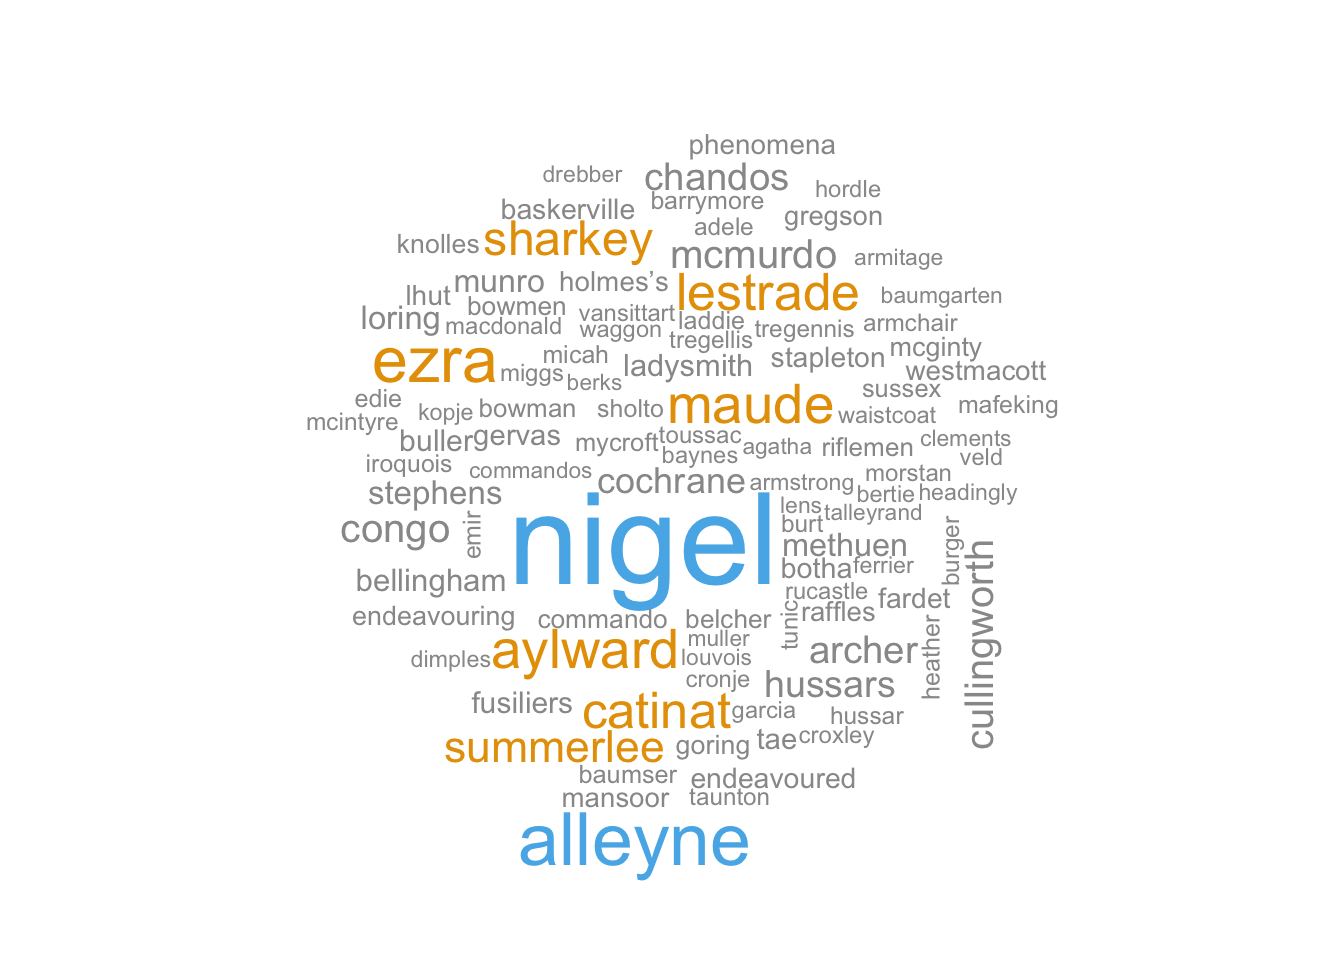 phenomena
drebber
chandos
hordle
baskerville
barrymore
gregson
adele
knolles
sharkey
mcmurdo
armitage
munro
holmes’s
lestrade
baumgarten
lhut
bowmen
vansittart
laddie
loring
macdonald
waggon
tregennis
armchair
tregellis
ezra
micah
ladysmith
stapleton
mcginty
miggs
berks
westmacott
edie
sussex
mcintyre
kopje
bowman
sholto
maude
waistcoat
mafeking
buller
gervas
mycroft
toussac
agatha
riflemen
clements
baynes
veld
iroquois
commandos
cochrane
armstrong
morstan
stephens
bertie
headingly
congo
emir
nigel
lens
talleyrand
burt
methuen
burger
cullingworth
bellingham
botha
ferrier
rucastle
endeavouring
commando
belcher
tunic
raffles
fardet
dimples
aylward
muller
louvois
archer
heather
cronje
hussars
fusiliers
catinat
garcia
hussar
summerlee
goring
tae
croxley
baumser
endeavoured
mansoor
taunton
alleyne